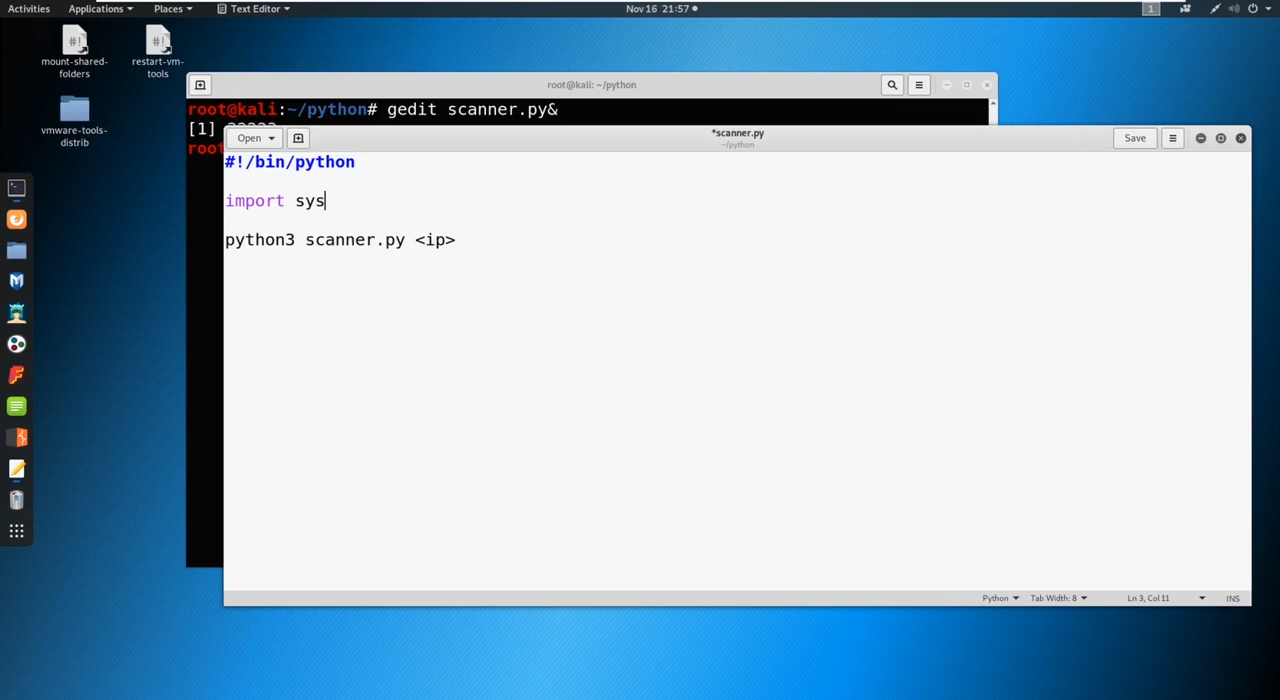 Activities Applications Places Text Editor Nov 16 21:57 1
mount-shared-
folders
restart-vm-
tools
vmware-tools-
distrib
root@kali: ~/python
root@kali:~/python# gedit scanner.py&
[1]
root
Open *scanner.py Save
~/python
#!/bin/python
import sys
python3 scanner.py <ip>
Python Tab Width: 8 Ln 3, Col 11 INS